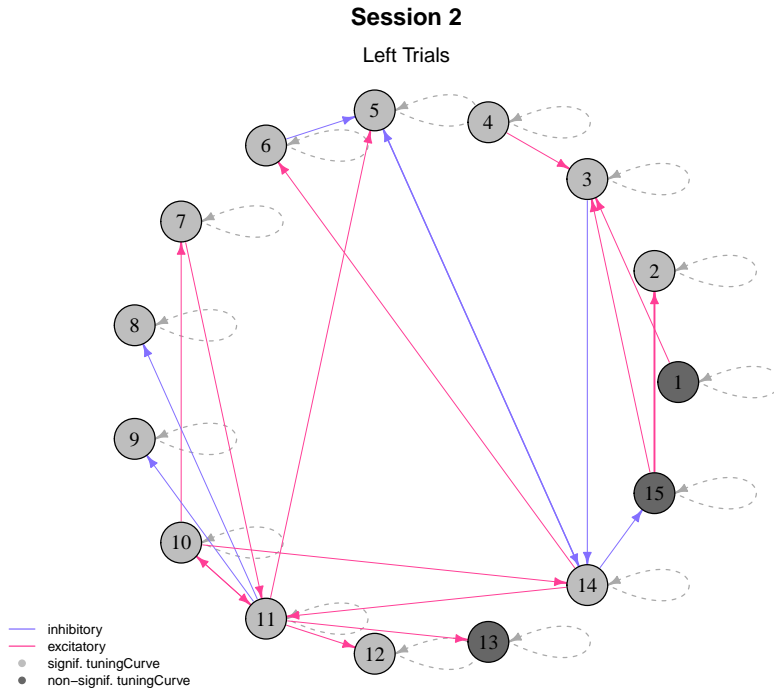 Session 2
Left Trials
5
4
6
3
7
2
8
1
9
15
10
14
11
13
12
inhibitory
excitatory
signif. tuningCurve
non−signif. tuningCurve